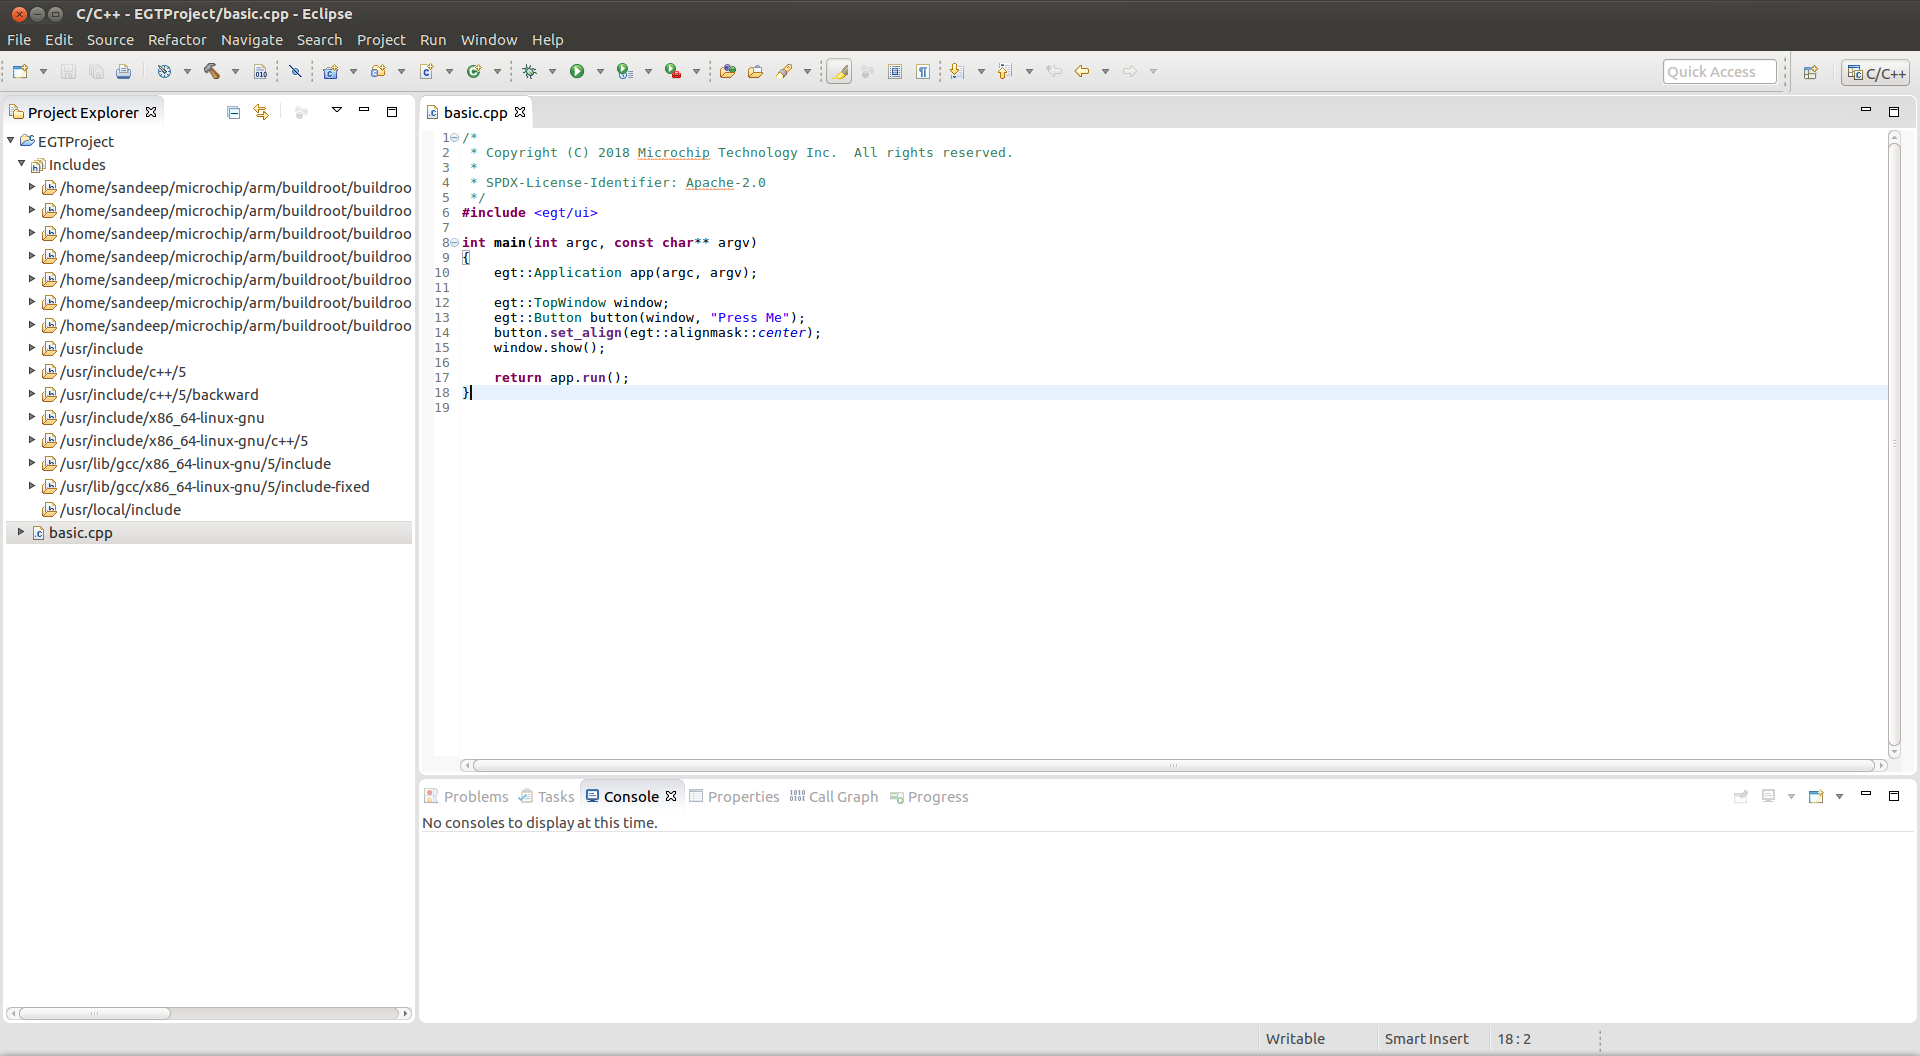 C/C++ - EGTProject/basic.cpp - Eclipse
File Edit Source Refactor Navigate Search Project Run Window Help
Quick Access
C/C++
Project Explorer
EGTProject
Includes
/home/sandeep/microchip/arm/buildroot/buildroo
/home/sandeep/microchip/arm/buildroot/buildroo
/home/sandeep/microchip/arm/buildroot/buildroo
/home/sandeep/microchip/arm/buildroot/buildroo
/home/sandeep/microchip/arm/buildroot/buildroo
/home/sandeep/microchip/arm/buildroot/buildroo
/home/sandeep/microchip/arm/buildroot/buildroo
/usr/include
/usr/include/c++/5
/usr/include/c++/5/backward
/usr/include/x86_64-linux-gnu
/usr/include/x86_64-linux-gnu/c++/5
/usr/lib/gcc/x86_64-linux-gnu/5/include
/usr/lib/gcc/x86_64-linux-gnu/5/include-fixed
/usr/local/include
basic.cpp
basic.cpp
1 /*
2  * Copyright (C) 2018 Microchip Technology Inc.  All rights reserved.
3  *
4  * SPDX-License-Identifier: Apache-2.0
5  */
6 #include <egt/ui>
7
8 int main(int argc, const char** argv)
9 {
10     egt::Application app(argc, argv);
11
12     egt::TopWindow window;
13     egt::Button button(window, "Press Me");
14     button.set_align(egt::alignmask::center);
15     window.show();
16
17     return app.run();
18 }
19
Problems Tasks Console Properties Call Graph Progress
No consoles to display at this time.
Writable Smart Insert 18 : 2